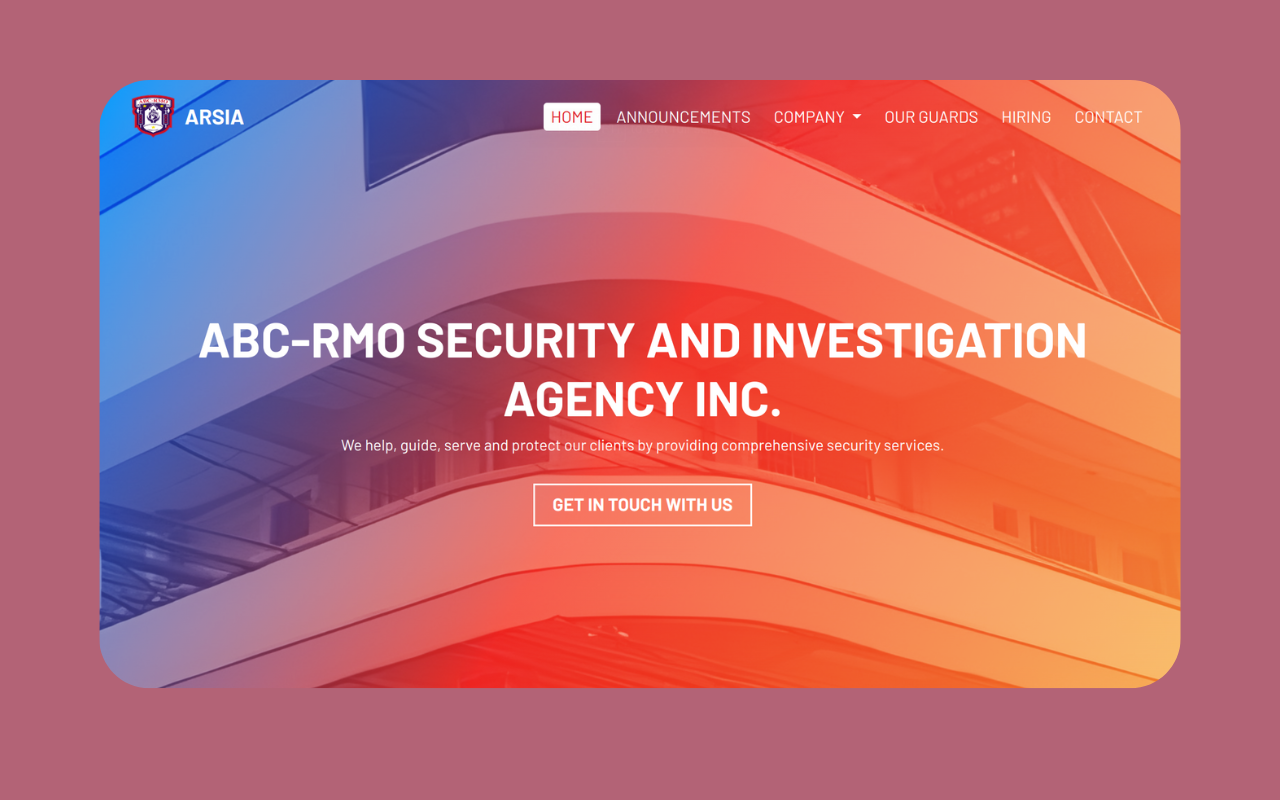 ARSIA
HOME ANNOUNCEMENTS COMPANY OUR GUARDS HIRING CONTACT
ABC-RMO SECURITY AND INVESTIGATION
AGENCY INC.
We help, guide, serve and protect our clients by providing comprehensive security services.
GET IN TOUCH WITH US